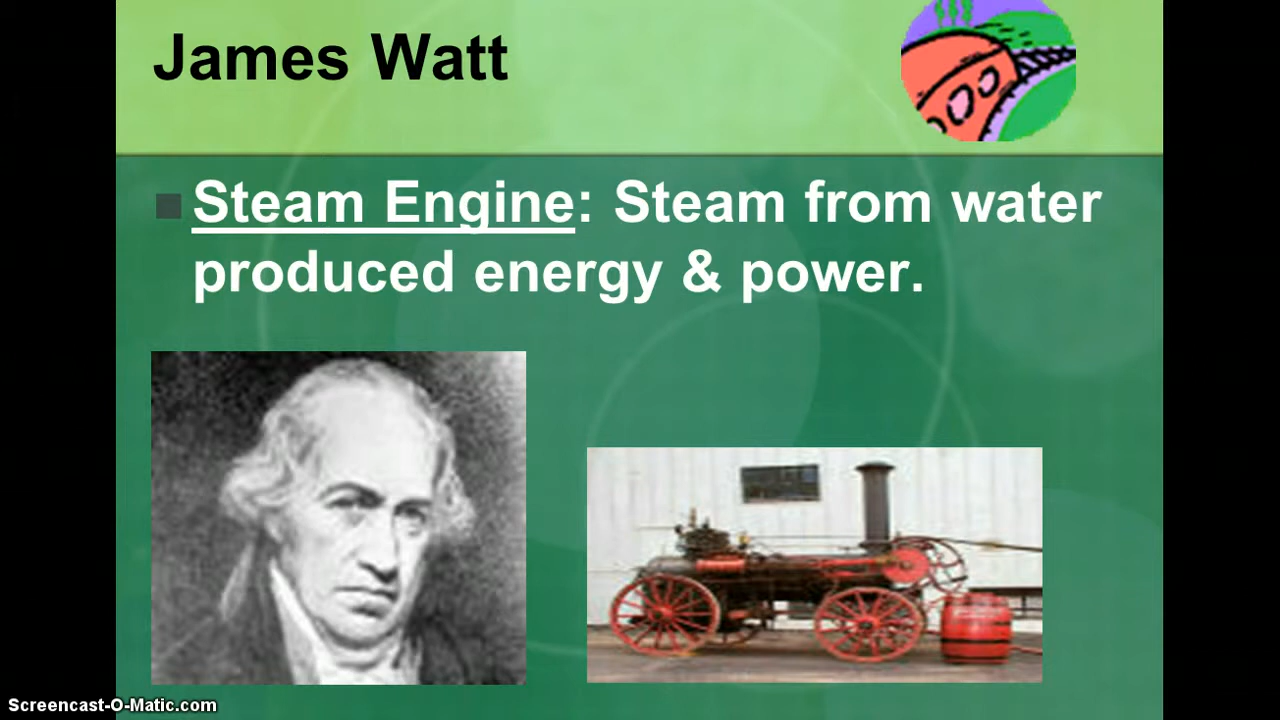 James Watt
Steam Engine: Steam from water
produced energy & power.
Screencast-O-Matic.com